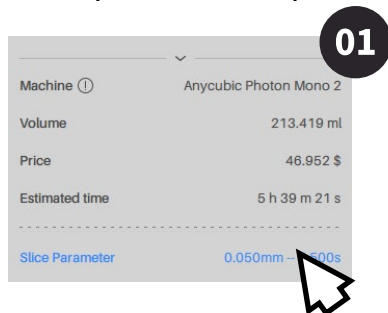 01
Machine Anycubic Photon Mono 2
Volume 213.419 ml
Price 46.952 $
Estimated time 5 h 39 m 21 s
Slice Parameter 0.050mm -- 500s